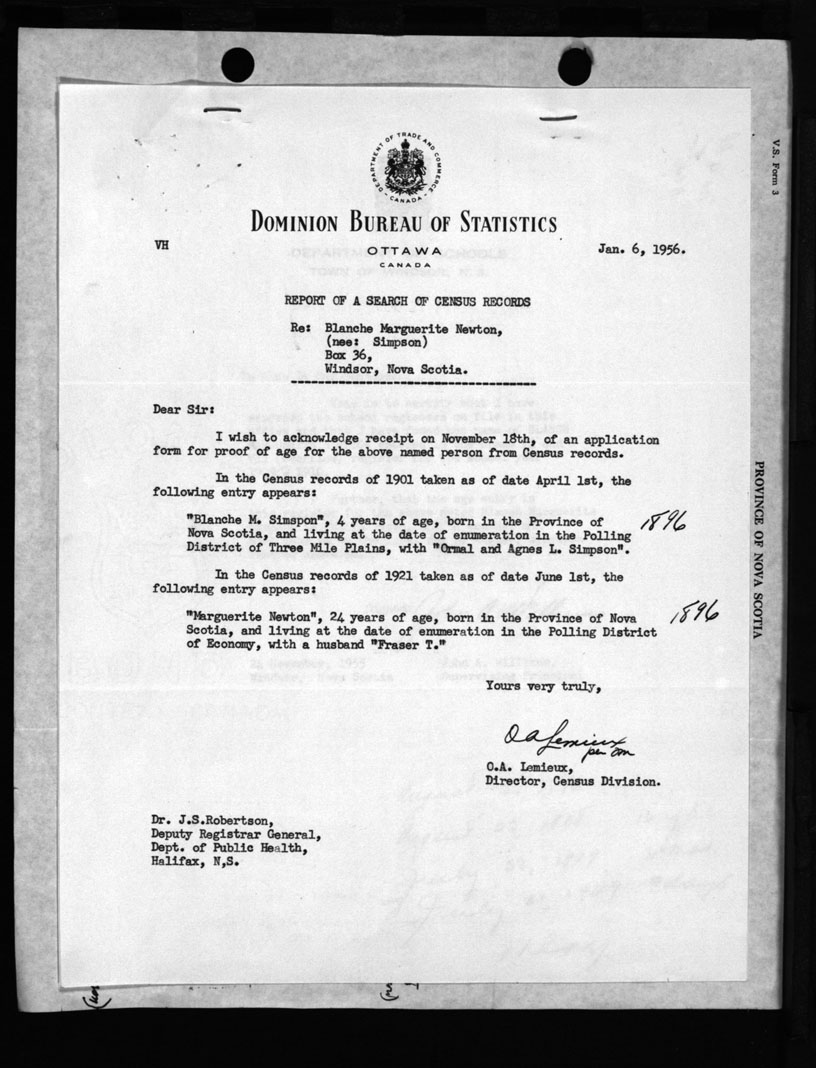 DEPARTMENT OF TRADE AND COMMERCE
CANADA
DOMINION BUREAU OF STATISTICS
OTTAWA
CANADA
VH
Jan. 6, 1956.
REPORT OF A SEARCH OF CENSUS RECORDS
Re: Blanche Marguerite Newton,
(nee: Simpson)
Box 36,
Windsor, Nova Scotia.
Dear Sir:
I wish to acknowledge receipt on November 18th, of an application
form for proof of age for the above named person from Census records.
In the Census records of 1901 taken as of date April 1st, the
following entry appears:
"Blanche M. Simspon", 4 years of age, born in the Province of
Nova Scotia, and living at the date of enumeration in the Polling
District of Three Mile Plains, with "Ormal and Agnes L. Simpson".
1896
In the Census records of 1921 taken as of date June 1st, the
following entry appears:
"Marguerite Newton", 24 years of age, born in the Province of Nova
Scotia, and living at the date of enumeration in the Polling District
of Economy, with a husband "Fraser T."
1896
Yours very truly,
O A Lemieux
per
O.A. Lemieux,
Director, Census Division.
Dr. J.S.Robertson,
Deputy Registrar General,
Dept. of Public Health,
Halifax, N,S.
V.S. Form 3
PROVINCE OF NOVA SCOTIA